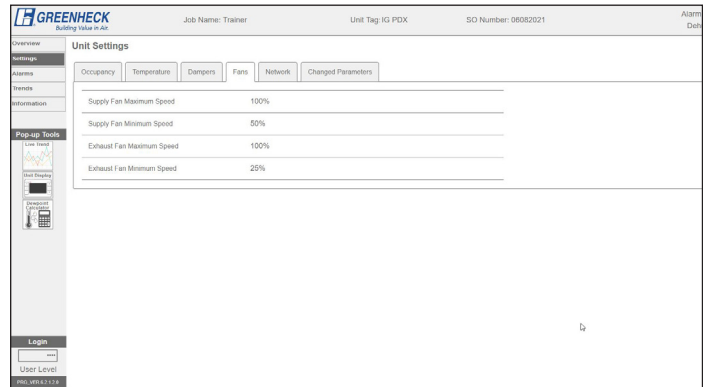 GREENHECK
Building Value in Air.
Job Name: Trainer
Unit Tag: IG PDX
SO Number: 06082021
Alarm
Deh
Overview
Settings
Alarms
Trends
Information
Pop-up Tools
Live Trend
Unit Display
Dewpoint
Calculator
Login
••••
User Level
PRG_VER 6.2.1.2.0
Unit Settings
Occupancy
Temperature
Dampers
Fans
Network
Changed Parameters
Supply Fan Maximum Speed 100%
Supply Fan Minimum Speed 50%
Exhaust Fan Maximum Speed 100%
Exhaust Fan Minimum Speed 25%